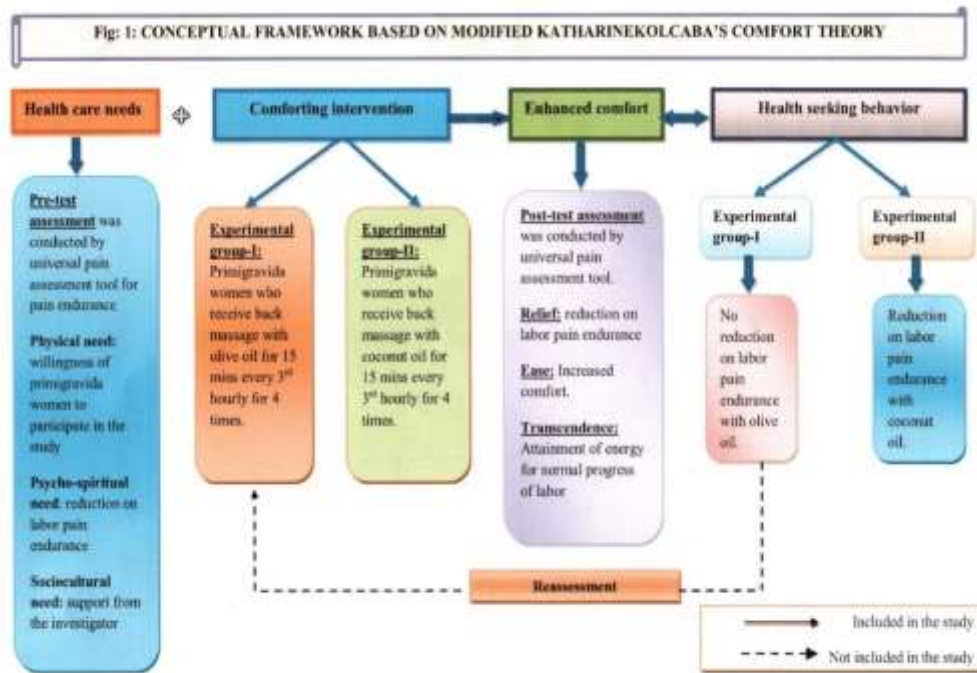 Fig: 1: CONCEPTUAL FRAMEWORK BASED ON MODIFIED KATHARINEKOLCABA'S COMFORT THEORY
Health care needs
Comforting intervention
Enhanced comfort
Health seeking behavior
Pre-test
assessment was
conducted by
universal pain
assessment tool for
pain endurance
Physical need:
willingness of
primigravida
women to
participate in the
study
Psycho-spiritual
need: reduction on
labor pain
endurance
Sociocultural
need: support from
the investigator
Experimental
group-I:
Primigravida
women who
receive back
massage with
olive oil for 15
mins every 3rd
hourly for 4
times.
Experimental
group-II:
Primigravida
women who
receive back
massage with
coconut oil for
15 mins every
3rd hourly for 4
times.
Post-test assessment
was conducted by
universal pain
assessment tool.
Relief: reduction on
labor pain endurance
Ease: Increased
comfort.
Transcendence:
Attainment of energy
for normal progress
of labor
Experimental
group-I
No
reduction
on labor
pain
endurance
with olive
oil.
Experimental
group-II
Reduction
on labor
pain
endurance
with
coconut
oil.
Reassessment
Included in the study
Not included in the study